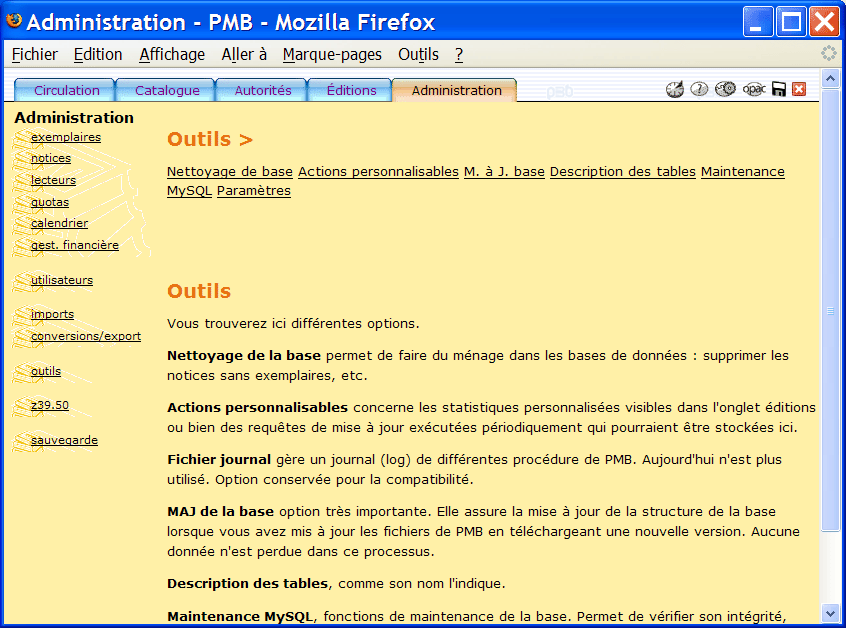 Administration - PMB - Mozilla Firefox
Fichier Edition Affichage Aller à Marque-pages Outils ?
Circulation Catalogue Autorités Éditions Administration pmb opac
Administration
exemplaires
notices
lecteurs
quotas
calendrier
gest. financière
utilisateurs
imports
conversions/export
outils
z39.50
sauvegarde
Outils >
Nettoyage de base Actions personnalisables M. à J. base Description des tables Maintenance
MySQL Paramètres
Outils
Vous trouverez ici différentes options.
Nettoyage de la base permet de faire du ménage dans les bases de données : supprimer les
notices sans exemplaires, etc.
Actions personnalisables concerne les statistiques personnalisées visibles dans l'onglet éditions
ou bien des requêtes de mise à jour exécutées périodiquement qui pourraient être stockées ici.
Fichier journal gère un journal (log) de différentes procédure de PMB. Aujourd'hui n'est plus
utilisé. Option conservée pour la compatibilité.
MAJ de la base option très importante. Elle assure la mise à jour de la structure de la base
lorsque vous avez mis à jour les fichiers de PMB en téléchargeant une nouvelle version. Aucune
donnée n'est perdue dans ce processus.
Description des tables, comme son nom l'indique.
Maintenance MySQL, fonctions de maintenance de la base. Permet de vérifier son intégrité,